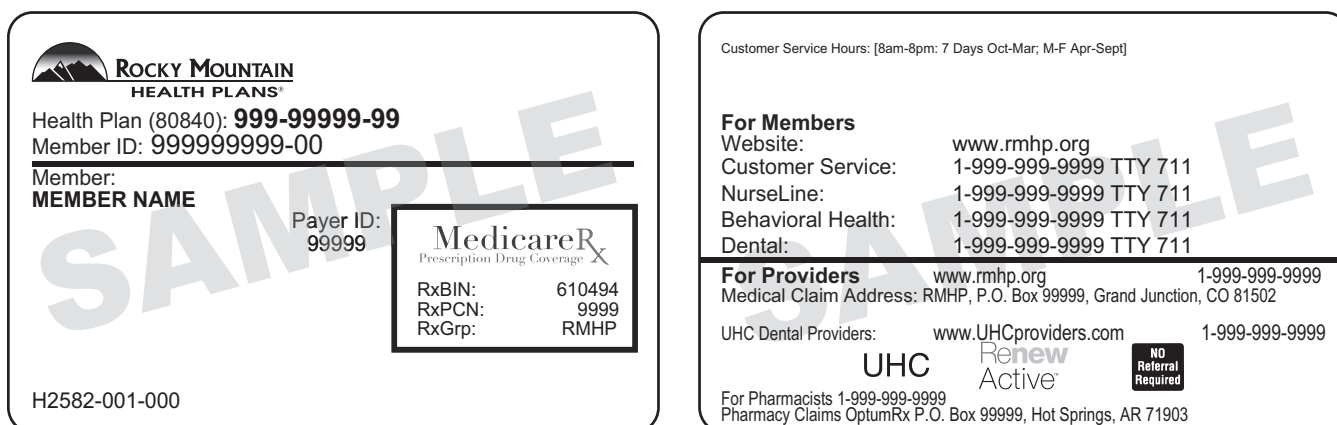 ROCKY MOUNTAIN
HEALTH PLANS®
Health Plan (80840): 999-99999-99
Member ID: 999999999-00
Member:
MEMBER NAME
Payer ID:
99999
MedicareRx
Prescription Drug Coverage
RxBIN: 610494
RxPCN: 9999
RxGrp: RMHP
H2582-001-000
SAMPLE
Customer Service Hours: [8am-8pm: 7 Days Oct-Mar; M-F Apr-Sept]
For Members
Website: www.rmhp.org
Customer Service: 1-999-999-9999 TTY 711
NurseLine: 1-999-999-9999 TTY 711
Behavioral Health: 1-999-999-9999 TTY 711
Dental: 1-999-999-9999 TTY 711
For Providers www.rmhp.org 1-999-999-9999
Medical Claim Address: RMHP, P.O. Box 99999, Grand Junction, CO 81502
UHC Dental Providers: www.UHCproviders.com 1-999-999-9999
UHC
Renew
Active™
NO
Referral
Required
For Pharmacists 1-999-999-9999
Pharmacy Claims OptumRx P.O. Box 99999, Hot Springs, AR 71903
SAMPLE